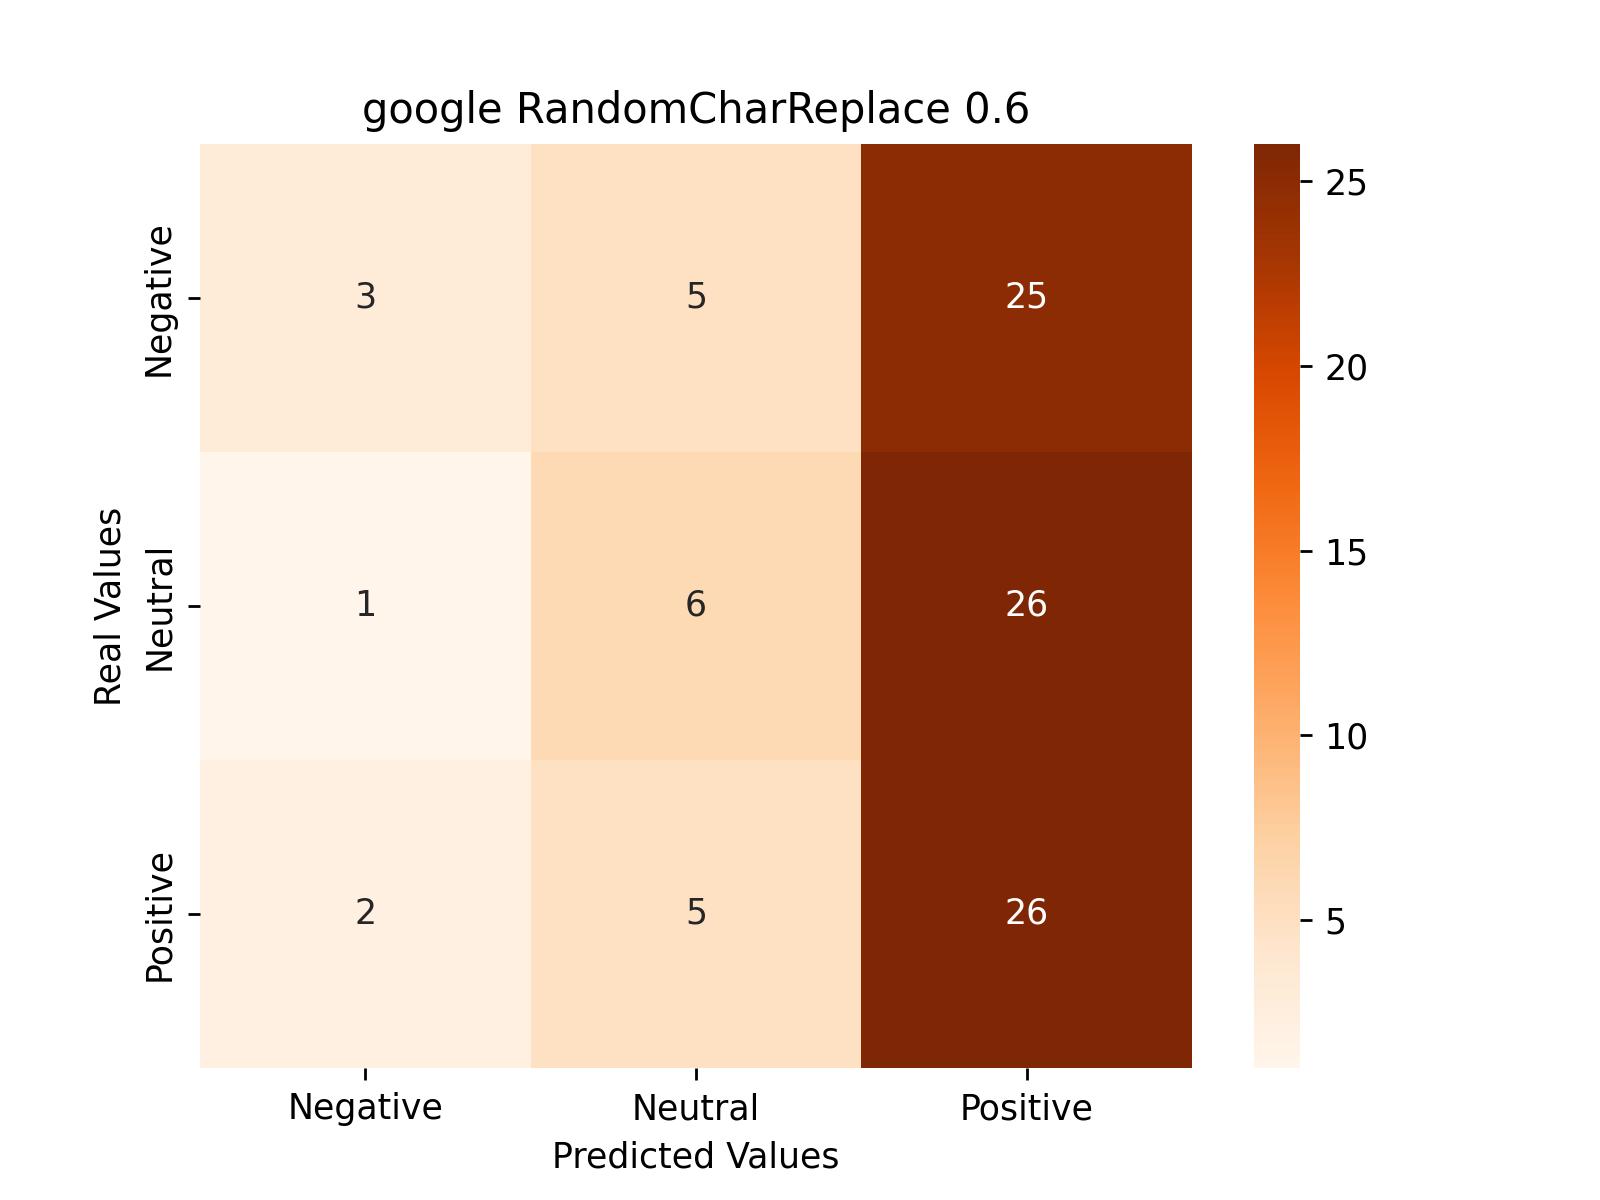 google RandomCharReplace 0.6
Real Values
Negative
3 5 25
Neutral
1 6 26
Positive
2 5 26
Negative Neutral Positive
Predicted Values
25
20
15
10
5